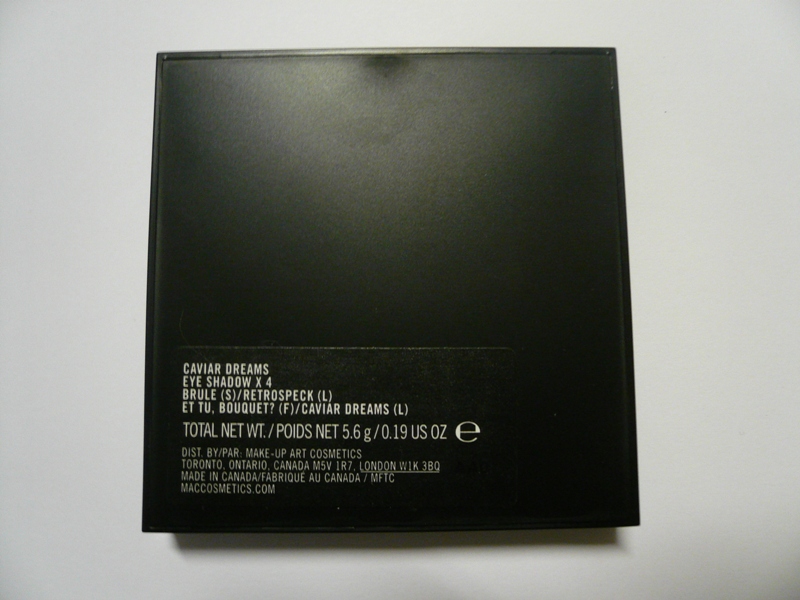 CAVIAR DREAMS
EYE SHADOW X 4
BRULE (S)/RETROSPECK (L)
ET TU, BOUQUET? (F)/CAVIAR DREAMS (L)
TOTAL NET WT. / POIDS NET 5.6 g / 0.19 US OZ e
DIST. BY/PAR: MAKE-UP ART COSMETICS
TORONTO, ONTARIO, CANADA M5V 1R7, LONDON W1K 3BQ
MADE IN CANADA/FABRIQUÉ AU CANADA / MFTC
MACCOSMETICS.COM